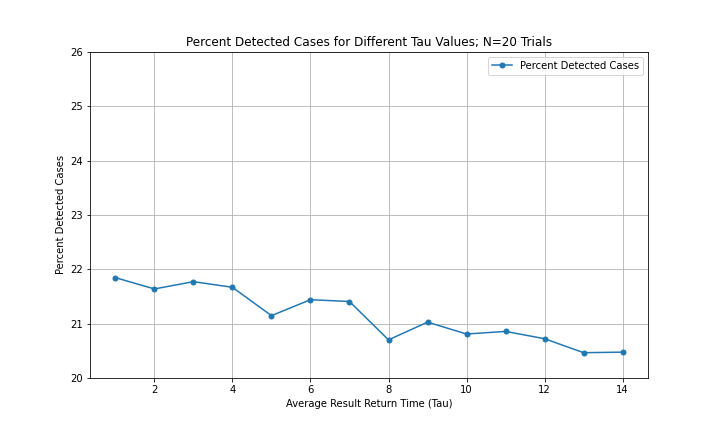 Percent Detected Cases for Different Tau Values; N=20 Trials
Percent Detected Cases
26
25
24
23
22
21
20
Percent Detected Cases
2 4 6 8 10 12 14
Average Result Return Time (Tau)